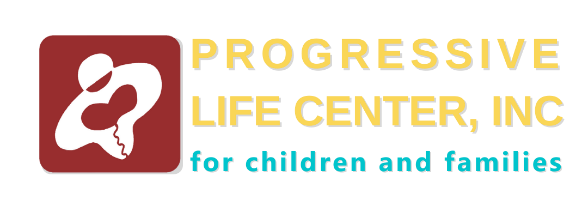 PROGRESSIVE
LIFE CENTER, INC
for children and families